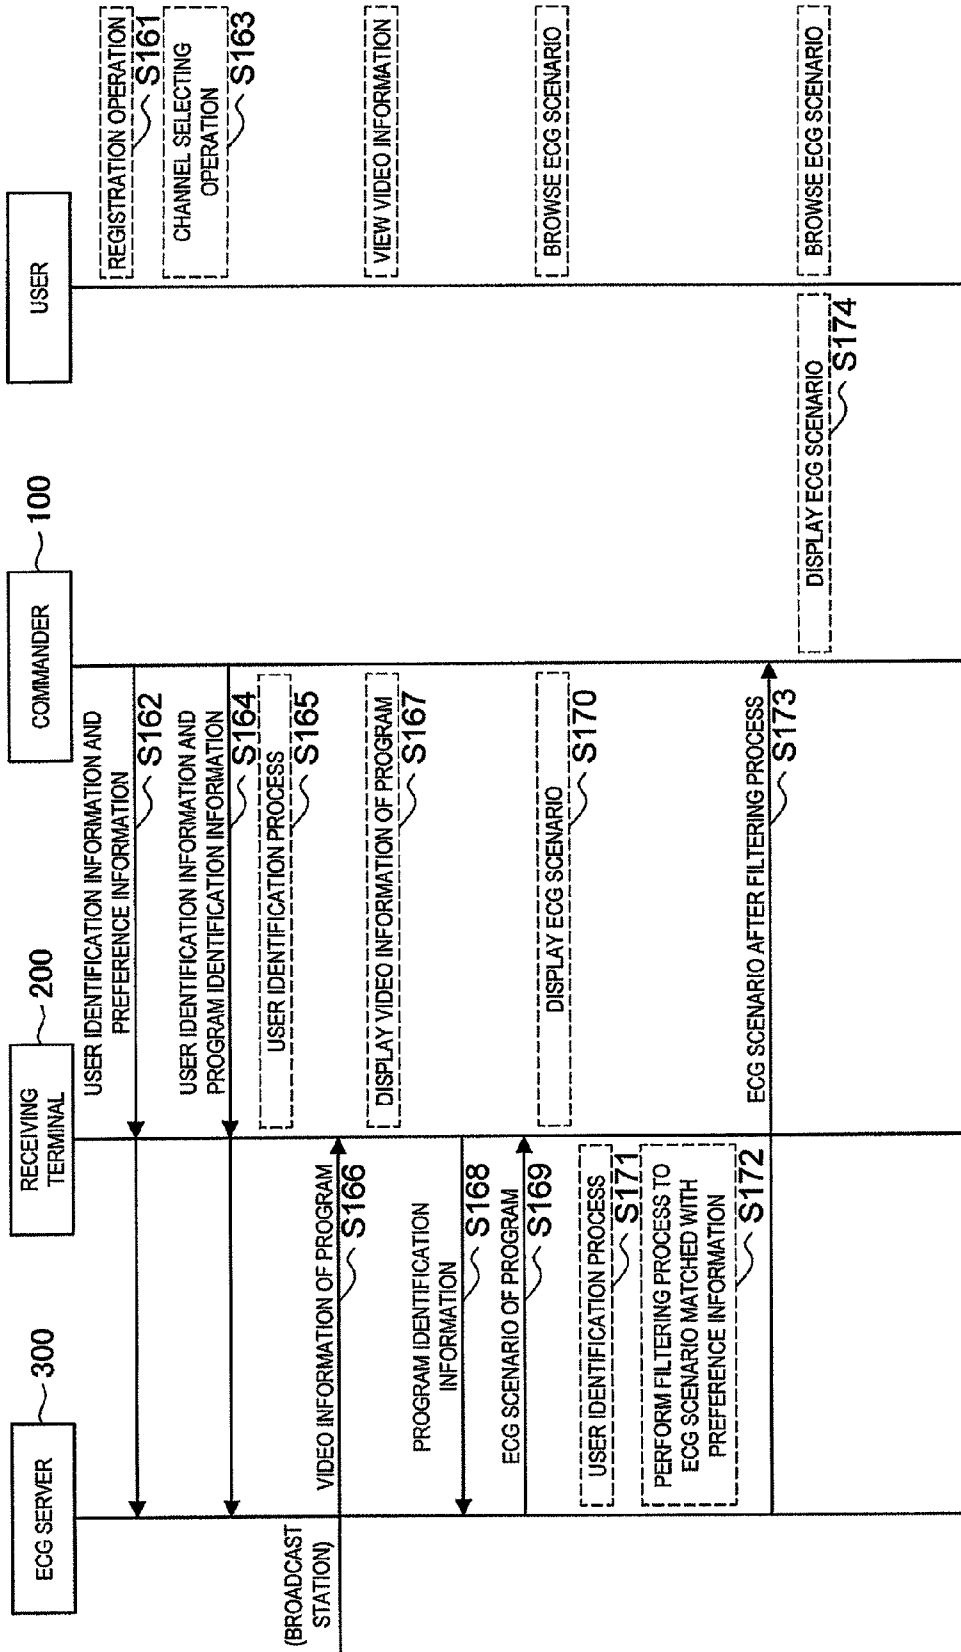 ECG SERVER
300
RECEIVING
TERMINAL
200
COMMANDER
100
USER
REGISTRATION OPERATION
S161
USER IDENTIFICATION INFORMATION AND
PREFERENCE INFORMATION
S162
CHANNEL SELECTING
OPERATION
S163
USER IDENTIFICATION INFORMATION AND
PROGRAM IDENTIFICATION INFORMATION
S164
USER IDENTIFICATION PROCESS
S165
(BROADCAST
STATION)
VIDEO INFORMATION OF PROGRAM
S166
DISPLAY VIDEO INFORMATION OF PROGRAM
S167
VIEW VIDEO INFORMATION
PROGRAM IDENTIFICATION
INFORMATION
S168
ECG SCENARIO OF PROGRAM
S169
DISPLAY ECG SCENARIO
S170
BROWSE ECG SCENARIO
USER IDENTIFICATION PROCESS
S171
PERFORM FILTERING PROCESS TO
ECG SCENARIO MATCHED WITH
PREFERENCE INFORMATION
S172
ECG SCENARIO AFTER FILTERING PROCESS
S173
DISPLAY ECG SCENARIO
S174
BROWSE ECG SCENARIO